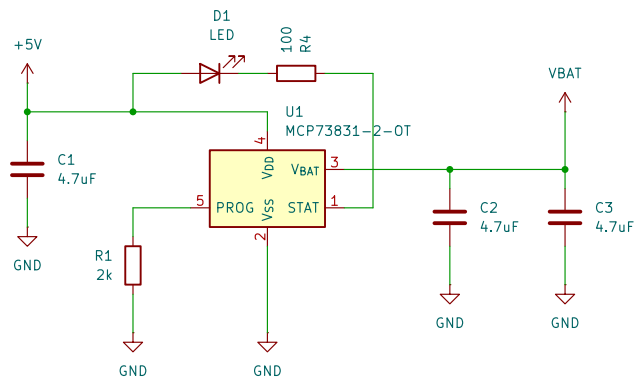 D1
LED
100
R4
+5V
VBAT
U1
MCP73831-2-OT
4
VDD
C1
4.7uF
VBAT
3
5
PROG
VSS
STAT
1
C2
4.7uF
C3
4.7uF
2
R1
2k
GND
GND
GND
GND
GND